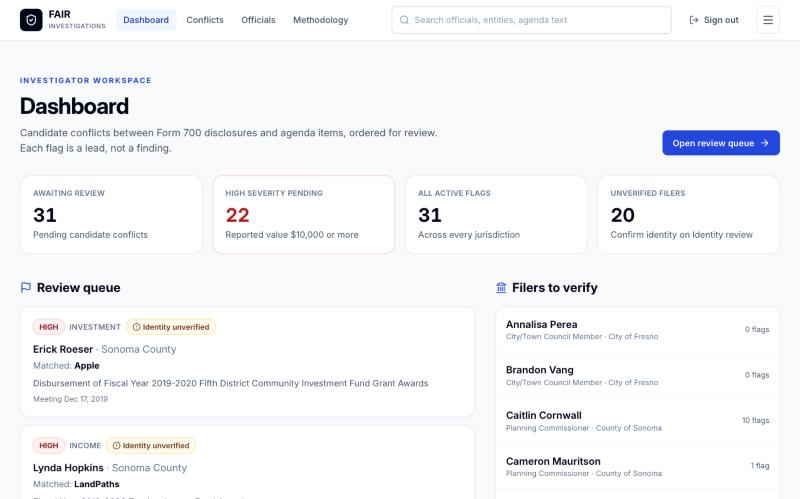 FAIR
INVESTIGATIONS
Dashboard
Conflicts
Officials
Methodology
Search officials, entities, agenda text
Sign out
INVESTIGATOR WORKSPACE
Dashboard
Candidate conflicts between Form 700 disclosures and agenda items, ordered for review.
Each flag is a lead, not a finding.
Open review queue
AWAITING REVIEW
31
Pending candidate conflicts
HIGH SEVERITY PENDING
22
Reported value $10,000 or more
ALL ACTIVE FLAGS
31
Across every jurisdiction
UNVERIFIED FILERS
20
Confirm identity on Identity review
Review queue
HIGH INVESTMENT Identity unverified
Erick Roeser · Sonoma County
Matched: Apple
Disbursement of Fiscal Year 2019-2020 Fifth District Community Investment Fund Grant Awards
Meeting Dec 17, 2019
HIGH INCOME Identity unverified
Lynda Hopkins · Sonoma County
Matched: LandPaths
Filers to verify
Annalisa Perea
City/Town Council Member · City of Fresno
0 flags
Brandon Vang
City/Town Council Member · City of Fresno
0 flags
Caitlin Cornwall
Planning Commissioner · County of Sonoma
10 flags
Cameron Mauritson
Planning Commissioner · County of Sonoma
1 flag